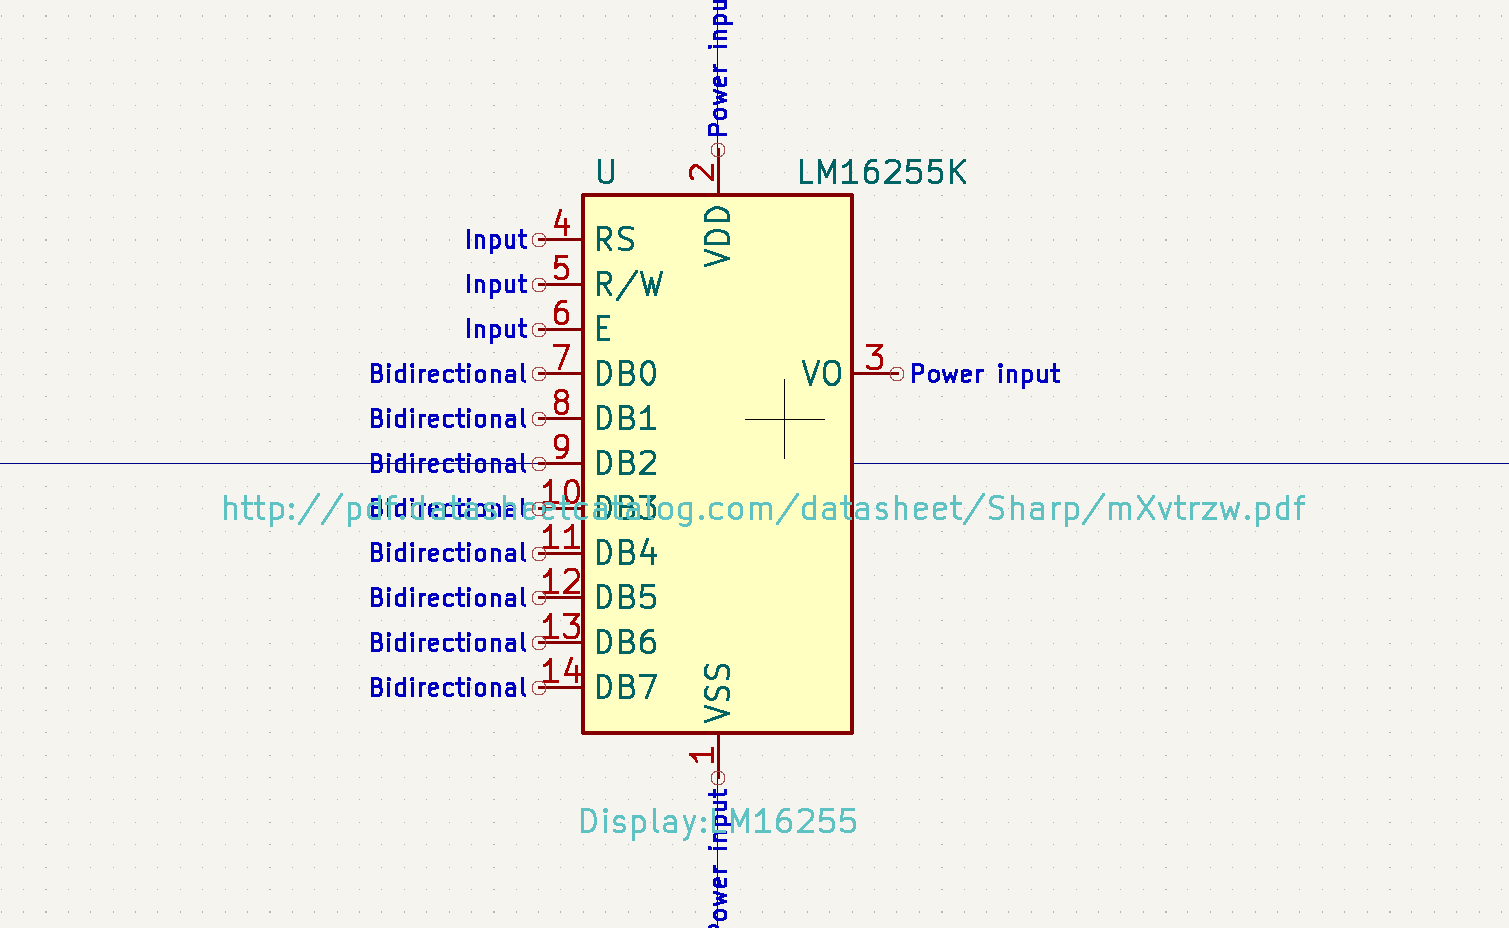 Power inpu
2
U
LM16255K
VDD
Input 4 RS
Input 5 R/W
Input 6 E
Bidirectional 7 DB0
VO 3 Power input
Bidirectional 8 DB1
Bidirectional 9 DB2
Bidirectional 10 DB3
http://pdf.datasheetcatalog.com/datasheet/Sharp/mXvtrzw.pdf
Bidirectional 11 DB4
Bidirectional 12 DB5
Bidirectional 13 DB6
Bidirectional 14 DB7
VSS
1
Power input
Display:LM16255